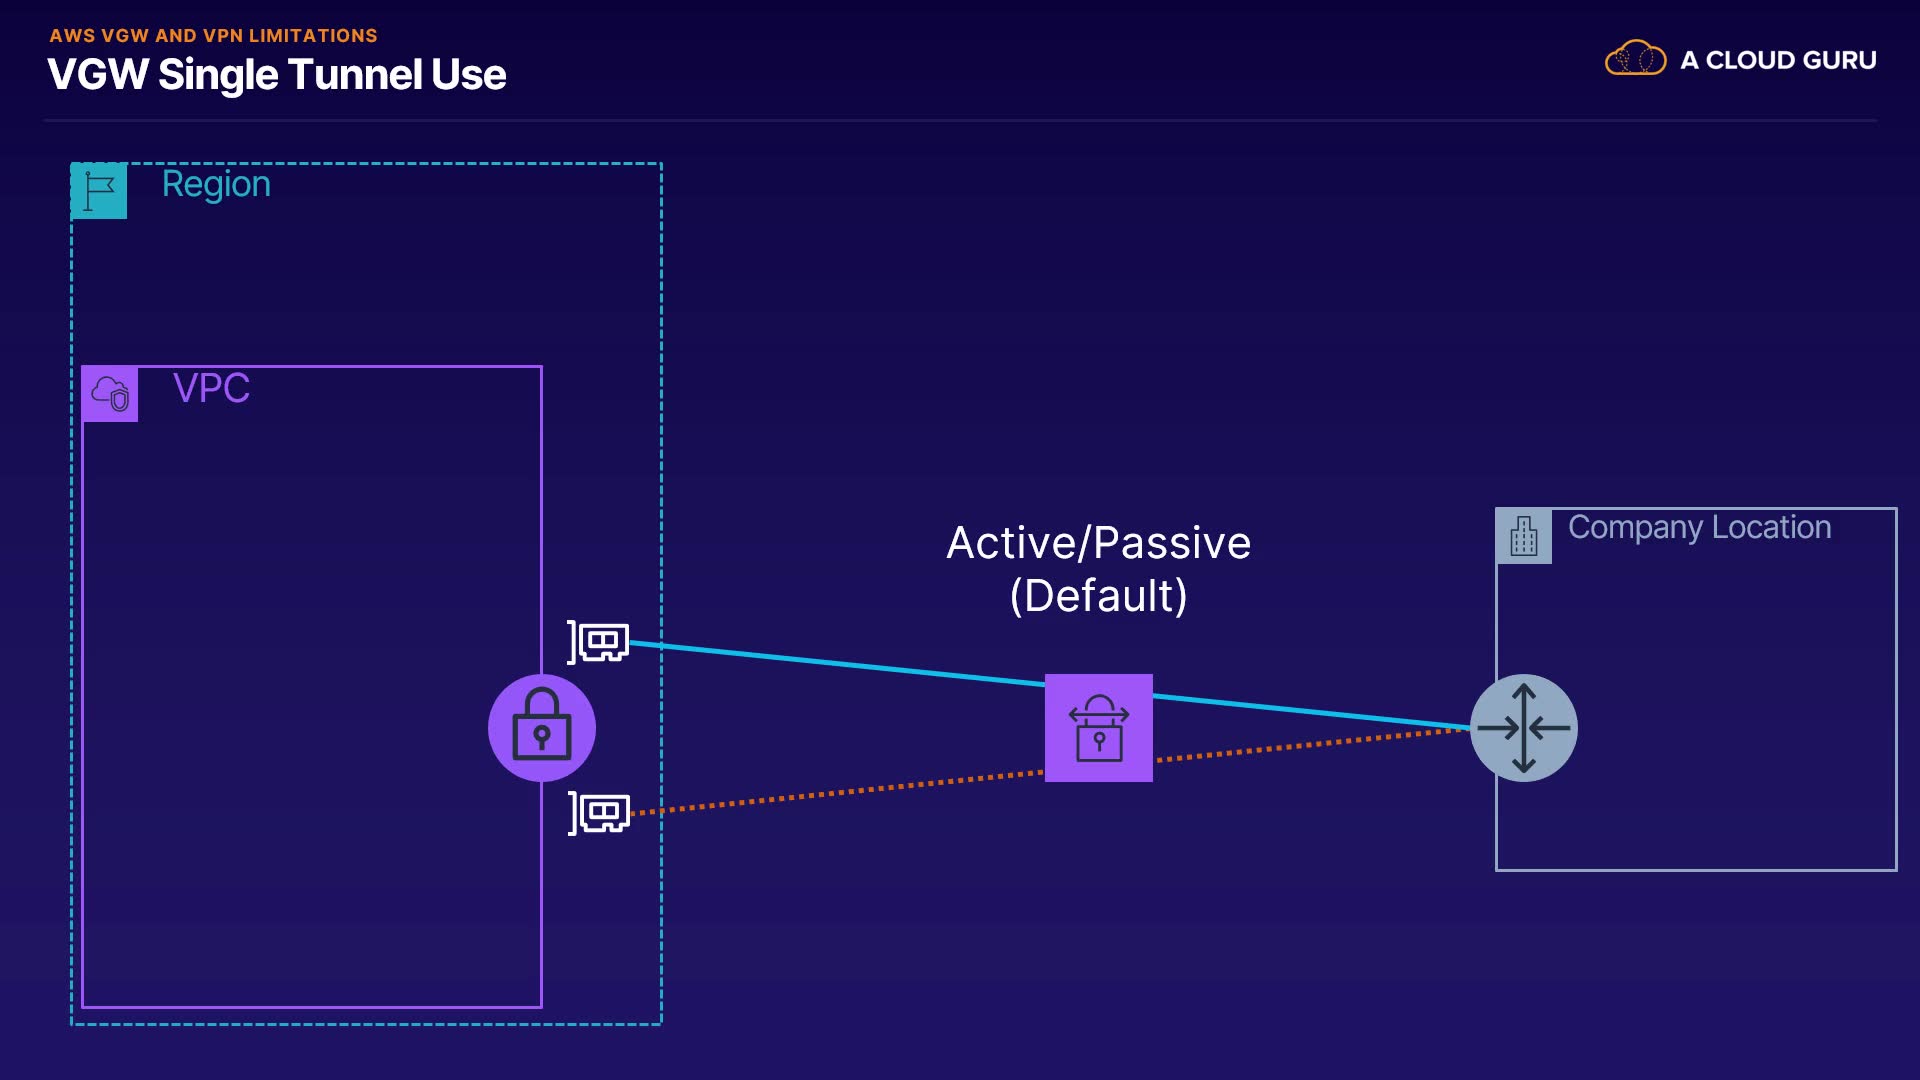 AWS VGW AND VPN LIMITATIONS
VGW Single Tunnel Use
A CLOUD GURU
Region
VPC
Active/Passive
(Default)
Company Location